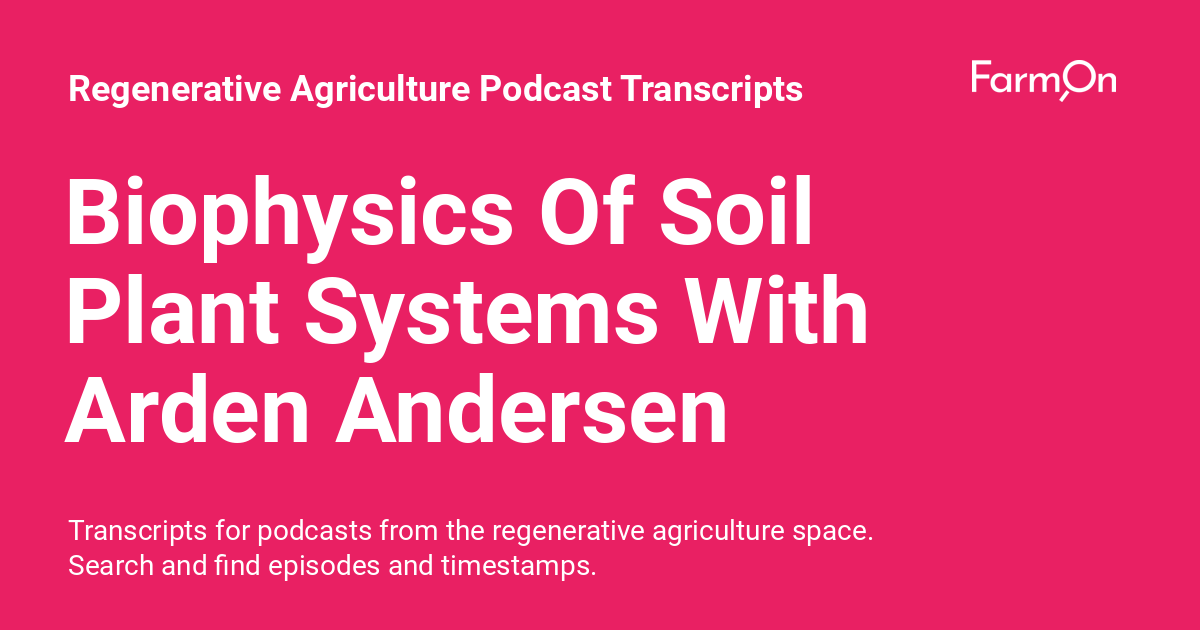 Regenerative Agriculture Podcast Transcripts
FarmOn
Biophysics Of Soil
Plant Systems With
Arden Andersen
Transcripts for podcasts from the regenerative agriculture space.
Search and find episodes and timestamps.